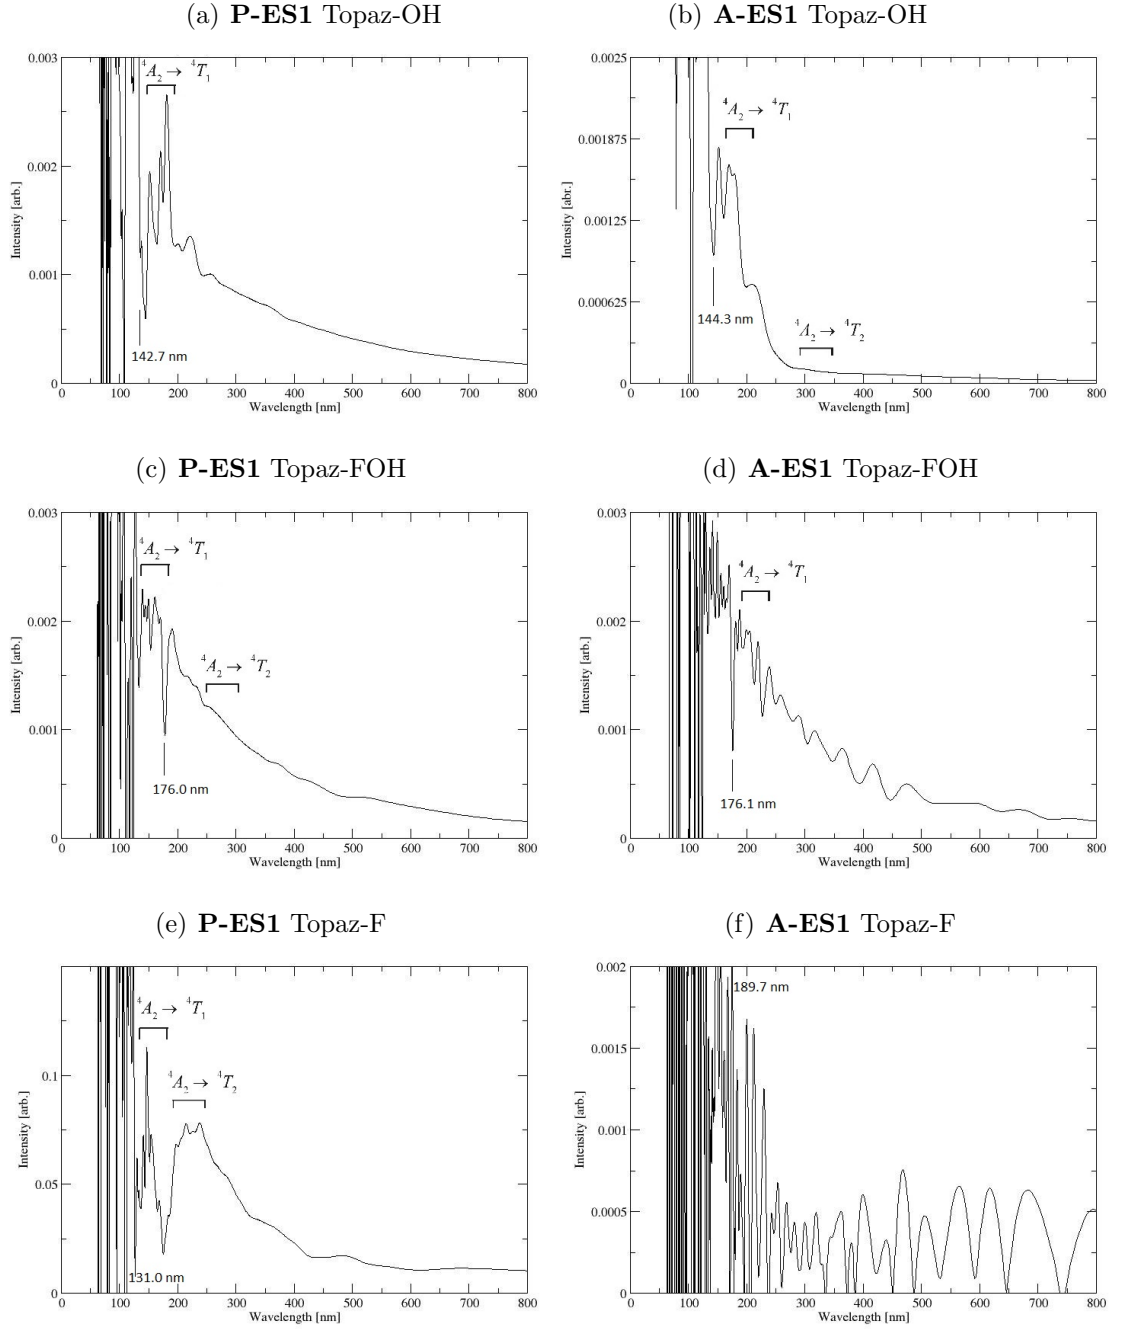 (a) P-ES1 Topaz-OH
0.003
0.002
0.001
0
Intensity [arb.]
⁴A₂ → ⁴T₁
142.7 nm
0 100 200 300 400 500 600 700 800
Wavelength [nm]
(b) A-ES1 Topaz-OH
0.0025
0.001875
0.00125
0.000625
0
Intensity [abr.]
⁴A₂ → ⁴T₁
144.3 nm
⁴A₂ → ⁴T₂
0 100 200 300 400 500 600 700 800
Wavelength [nm]
(c) P-ES1 Topaz-FOH
0.003
0.002
0.001
0
Intensity [arb.]
⁴A₂ → ⁴T₁
⁴A₂ → ⁴T₂
176.0 nm
0 100 200 300 400 500 600 700 800
Wavelength [nm]
(d) A-ES1 Topaz-FOH
0.003
0.002
0.001
0
Intensity [arb.]
⁴A₂ → ⁴T₁
176.1 nm
0 100 200 300 400 500 600 700 800
Wavelength [nm]
(e) P-ES1 Topaz-F
0.1
0.05
0
Intensity [arb.]
⁴A₂ → ⁴T₁
⁴A₂ → ⁴T₂
131.0 nm
0 100 200 300 400 500 600 700 800
Wavelength [nm]
(f) A-ES1 Topaz-F
0.002
0.0015
0.001
0.0005
0
Intensity [arb.]
189.7 nm
0 100 200 300 400 500 600 700 800
Wavelength [nm]